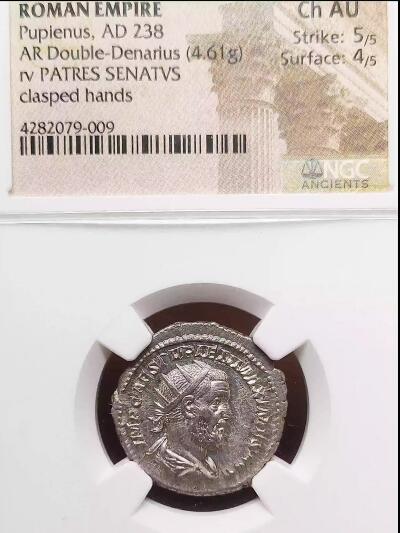 ROMAN EMPIRE
Ch AU
Pupienus, AD 238
Strike: 5/5
AR Double-Denarius (4.61g)
Surface: 4/5
rv PATRES SENATVS
clasped hands
4282079-009
NGC
ANCIENTS